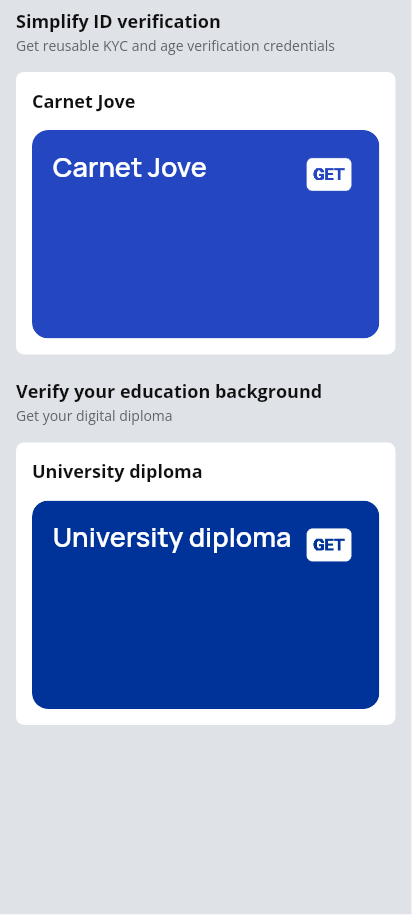 Simplify ID verification
Get reusable KYC and age verification credentials
Carnet Jove
Carnet Jove
GET
Verify your education background
Get your digital diploma
University diploma
University diploma
GET